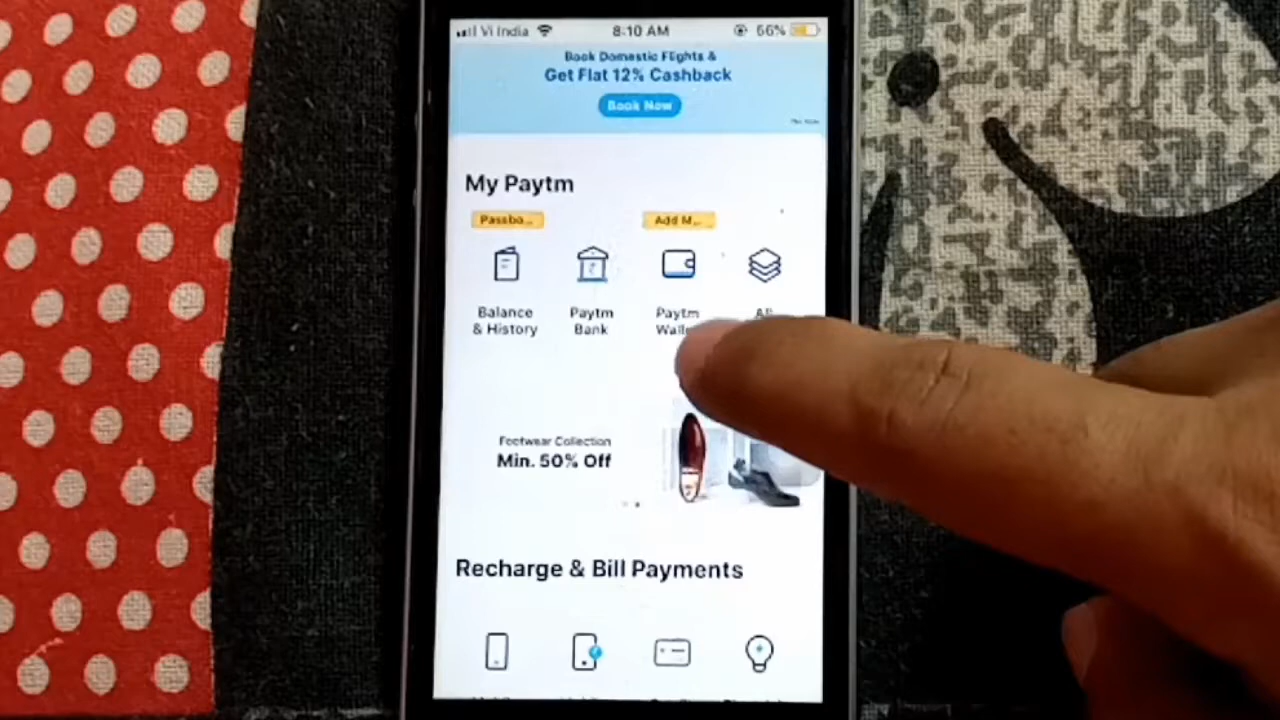 Vi India
8:10 AM
56%
Book Domestic Flights &
Get Flat 12% Cashback
Book Now
My Paytm
Passbo...
Add M...
Balance
& History
Paytm
Bank
Paytm
Footwear Collection
Min. 50% Off
Recharge & Bill Payments